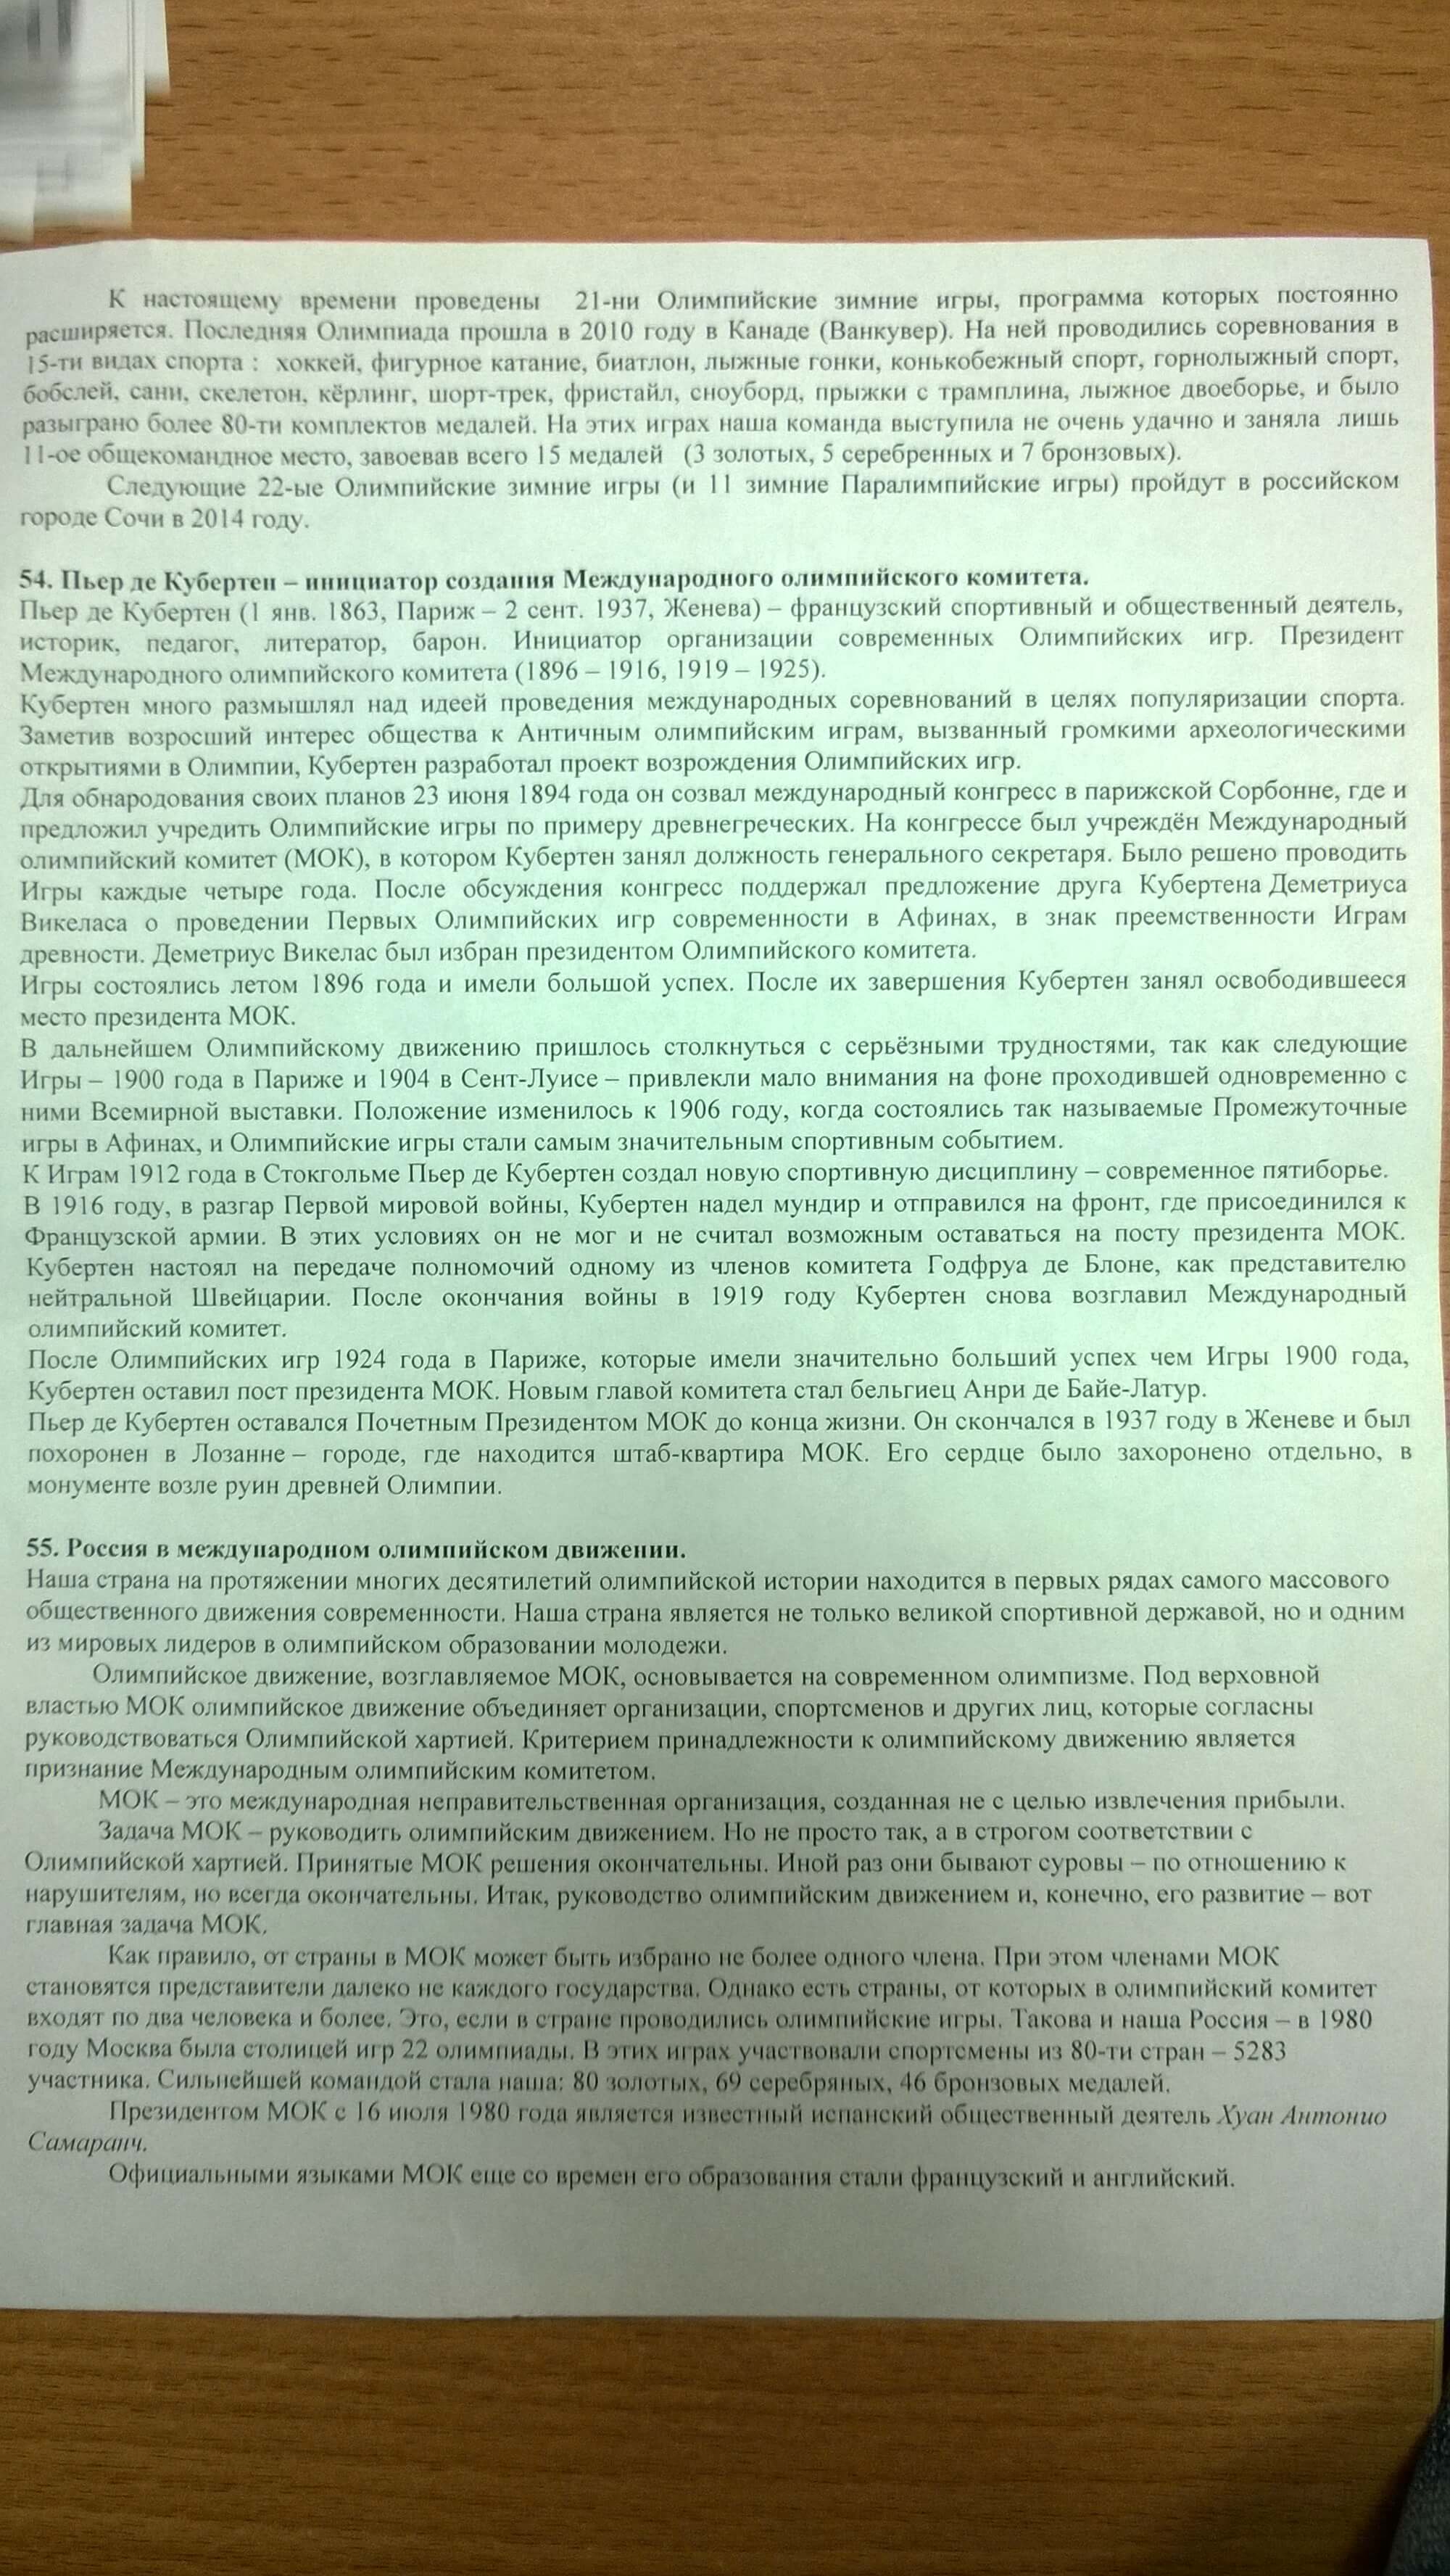 К настоящему времени проведены 21-ни Олимпийские зимние игры, программа которых постоянно
расширяется. Последняя Олимпиада прошла в 2010 году в Канаде (Ванкувер). На ней проводились соревнования в
15-ти видах спорта : хоккей, фигурное катание, биатлон, лыжные гонки, конькобежный спорт, горнолыжный спорт,
бобслей, сани, скелетон, кёрлинг, шорт-трек, фристайл, сноуборд, прыжки с трамплина, лыжное двоеборье, и было
разыграно более 80-ти комплектов медалей. На этих играх наша команда выступила не очень удачно и заняла лишь
11-ое общекомандное место, завоевав всего 15 медалей (3 золотых, 5 серебренных и 7 бронзовых).
Следующие 22-ые Олимпийские зимние игры (и 11 зимние Паралимпийские игры) пройдут в российском
городе Сочи в 2014 году.
54. Пьер де Кубертен – инициатор создания Международного олимпийского комитета.
Пьер де Кубертен (1 янв. 1863, Париж – 2 сент. 1937, Женева) – французский спортивный и общественный деятель,
историк, педагог, литератор, барон. Инициатор организации современных Олимпийских игр. Президент
Международного олимпийского комитета (1896 – 1916, 1919 – 1925).
Кубертен много размышлял над идеей проведения международных соревнований в целях популяризации спорта.
Заметив возросший интерес общества к Античным олимпийским играм, вызванный громкими археологическими
открытиями в Олимпии, Кубертен разработал проект возрождения Олимпийских игр.
Для обнародования своих планов 23 июня 1894 года он созвал международный конгресс в парижской Сорбонне, где и
предложил учредить Олимпийские игры по примеру древнегреческих. На конгрессе был учреждён Международный
олимпийский комитет (МОК), в котором Кубертен занял должность генерального секретаря. Было решено проводить
Игры каждые четыре года. После обсуждения конгресс поддержал предложение друга Кубертена Деметриуса
Викеласа о проведении Первых Олимпийских игр современности в Афинах, в знак преемственности Играм
древности. Деметриус Викелас был избран президентом Олимпийского комитета.
Игры состоялись летом 1896 года и имели большой успех. После их завершения Кубертен занял освободившееся
место президента МОК.
В дальнейшем Олимпийскому движению пришлось столкнуться с серьёзными трудностями, так как следующие
Игры – 1900 года в Париже и 1904 в Сент-Луисе – привлекли мало внимания на фоне проходившей одновременно с
ними Всемирной выставки. Положение изменилось к 1906 году, когда состоялись так называемые Промежуточные
игры в Афинах, и Олимпийские игры стали самым значительным спортивным событием.
К Играм 1912 года в Стокгольме Пьер де Кубертен создал новую спортивную дисциплину – современное пятиборье.
В 1916 году, в разгар Первой мировой войны, Кубертен надел мундир и отправился на фронт, где присоединился к
Французской армии. В этих условиях он не мог и не считал возможным оставаться на посту президента МОК.
Кубертен настоял на передаче полномочий одному из членов комитета Годфруа де Блоне, как представителю
нейтральной Швейцарии. После окончания войны в 1919 году Кубертен снова возглавил Международный
олимпийский комитет.
После Олимпийских игр 1924 года в Париже, которые имели значительно больший успех чем Игры 1900 года,
Кубертен оставил пост президента МОК. Новым главой комитета стал бельгиец Анри де Байе-Латур.
Пьер де Кубертен оставался Почетным Президентом МОК до конца жизни. Он скончался в 1937 году в Женеве и был
похоронен в Лозанне – городе, где находится штаб-квартира МОК. Его сердце было захоронено отдельно, в
монументе возле руин древней Олимпии.
55. Россия в международном олимпийском движении.
Наша страна на протяжении многих десятилетий олимпийской истории находится в первых рядах самого массового
общественного движения современности. Наша страна является не только великой спортивной державой, но и одним
из мировых лидеров в олимпийском образовании молодежи.
Олимпийское движение, возглавляемое МОК, основывается на современном олимпизме. Под верховной
властью МОК олимпийское движение объединяет организации, спортсменов и других лиц, которые согласны
руководствоваться Олимпийской хартией. Критерием принадлежности к олимпийскому движению является
признание Международным олимпийским комитетом.
МОК – это международная неправительственная организация, созданная не с целью извлечения прибыли.
Задача МОК – руководить олимпийским движением. Но не просто так, а в строгом соответствии с
Олимпийской хартией. Принятые МОК решения окончательны. Иной раз они бывают суровы – по отношению к
нарушителям, но всегда окончательны. Итак, руководство олимпийским движением и, конечно, его развитие – вот
главная задача МОК.
Как правило, от страны в МОК может быть избрано не более одного члена. При этом членами МОК
становятся представители далеко не каждого государства. Однако есть страны, от которых в олимпийский комитет
входят по два человека и более. Это, если в стране проводились олимпийские игры. Такова и наша Россия – в 1980
году Москва была столицей игр 22 олимпиады. В этих играх участвовали спортсмены из 80-ти стран – 5283
участника. Сильнейшей командой стала наша: 80 золотых, 69 серебряных, 46 бронзовых медалей.
Президентом МОК с 16 июля 1980 года является известный испанский общественный деятель Хуан Антонио
Самаранч.
Официальными языками МОК еще со времен его образования стали французский и английский.